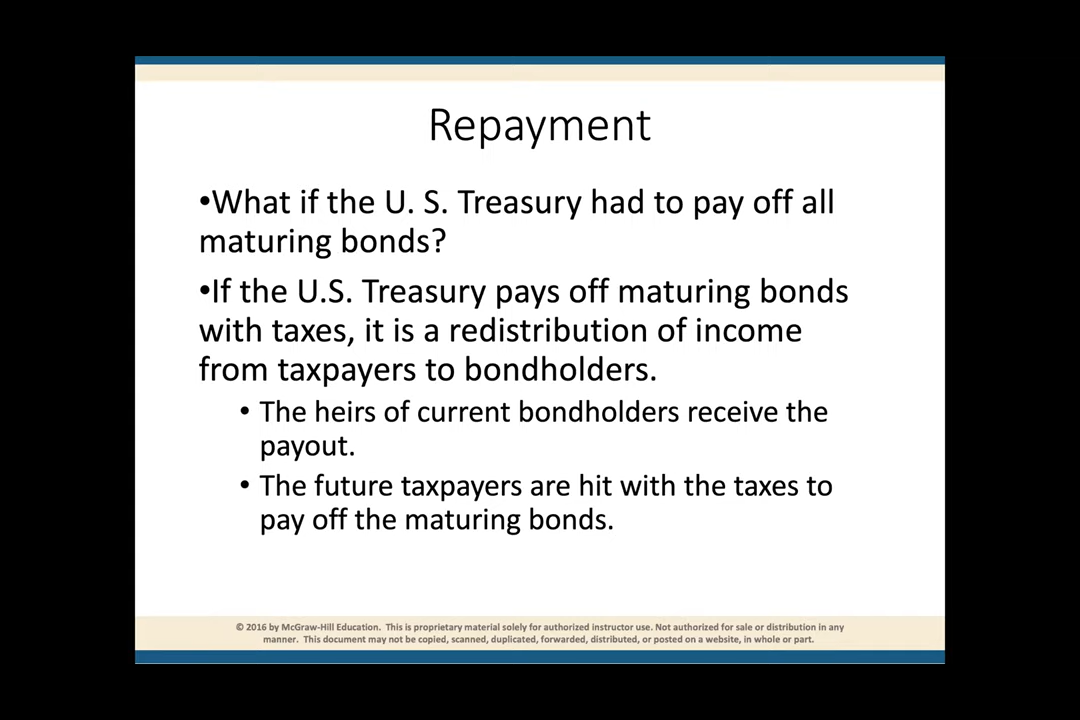 Repayment
•What if the U. S. Treasury had to pay off all
maturing bonds?
•If the U.S. Treasury pays off maturing bonds
with taxes, it is a redistribution of income
from taxpayers to bondholders.
• The heirs of current bondholders receive the
payout.
• The future taxpayers are hit with the taxes to
pay off the maturing bonds.
© 2016 by McGraw-Hill Education. This is proprietary material solely for authorized instructor use. Not authorized for sale or distribution in any
manner. This document may not be copied, scanned, duplicated, forwarded, distributed, or posted on a website, in whole or part.